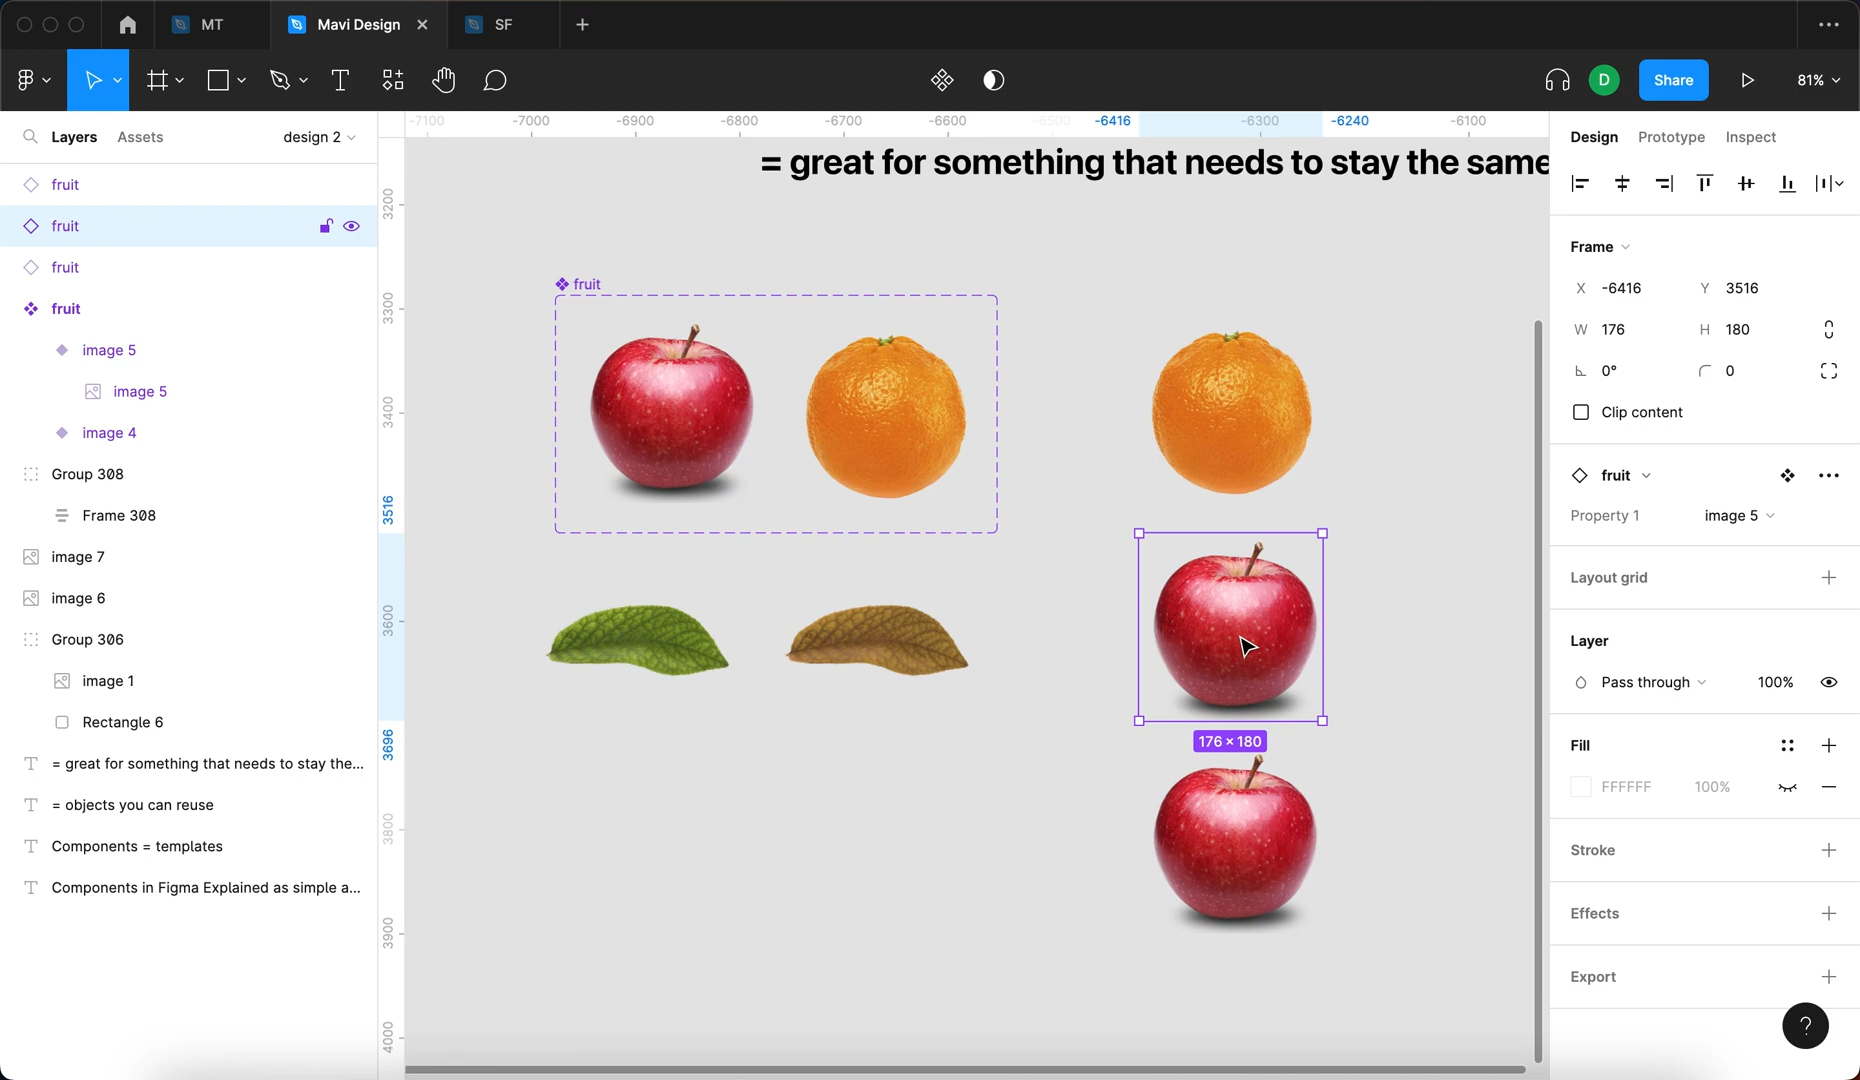 MT
Mavi Design
SF
D
Share
81%
Layers
Assets
design 2
fruit
fruit
fruit
fruit
image 5
image 5
image 4
Group 308
Frame 308
image 7
image 6
Group 306
image 1
Rectangle 6
= great for something that needs to stay the...
= objects you can reuse
Components = templates
Components in Figma Explained as simple a...
-7100
-7000
-6900
-6800
-6700
-6600
-6500
-6416
-6300
-6240
-6100
3200
3300
3400
3516
3600
3696
3800
3900
4000
= great for something that needs to stay the same
fruit
176 × 180
Design
Prototype
Inspect
Frame
X -6416
Y 3516
W 176
H 180
0°
0
Clip content
fruit
Property 1
image 5
Layout grid
Layer
Pass through
100%
Fill
FFFFFF
100%
Stroke
Effects
Export
?